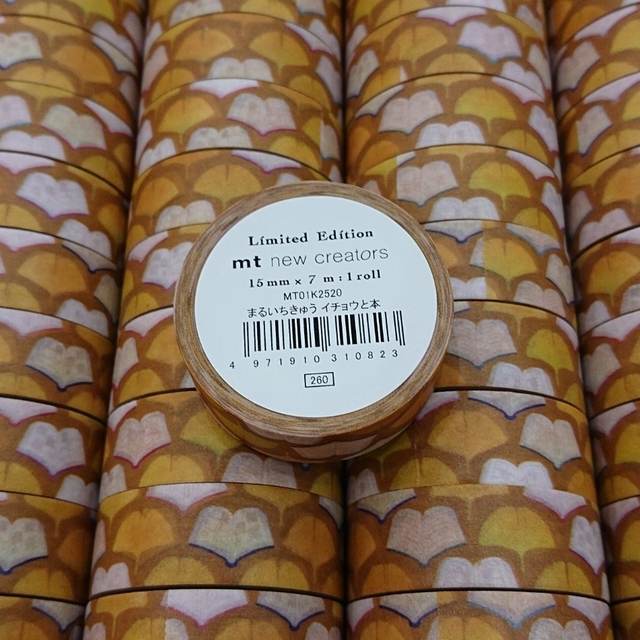 Limited Edition
mt new creators
15mm × 7 m : 1 roll
MT01K2520
まるいちきゅう イチョウと本
4 971910 310823
260